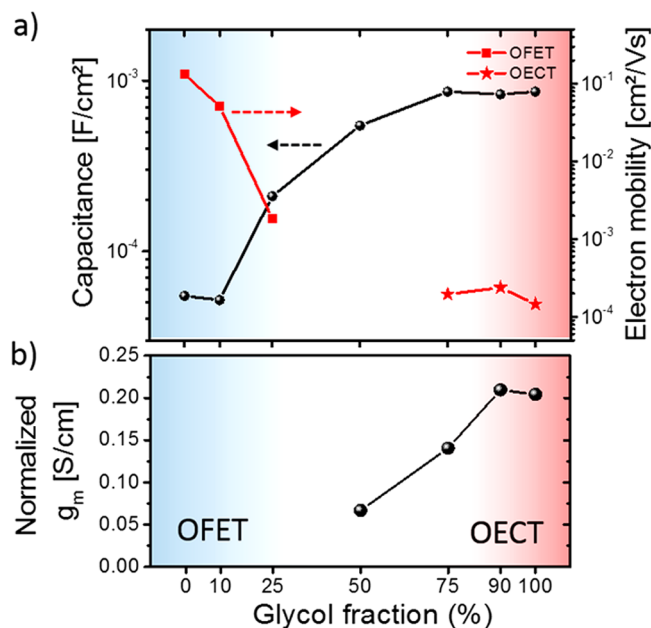 a)
Capacitance [F/cm²]
10⁻³
10⁻⁴
OFET
OECT
10⁻¹
10⁻²
10⁻³
10⁻⁴
Electron mobility [cm²/Vs]
b)
Normalized
gₘ [S/cm]
0.25
0.20
0.15
0.10
0.05
0.00
OFET
OECT
0 10 25 50 75 90 100
Glycol fraction (%)